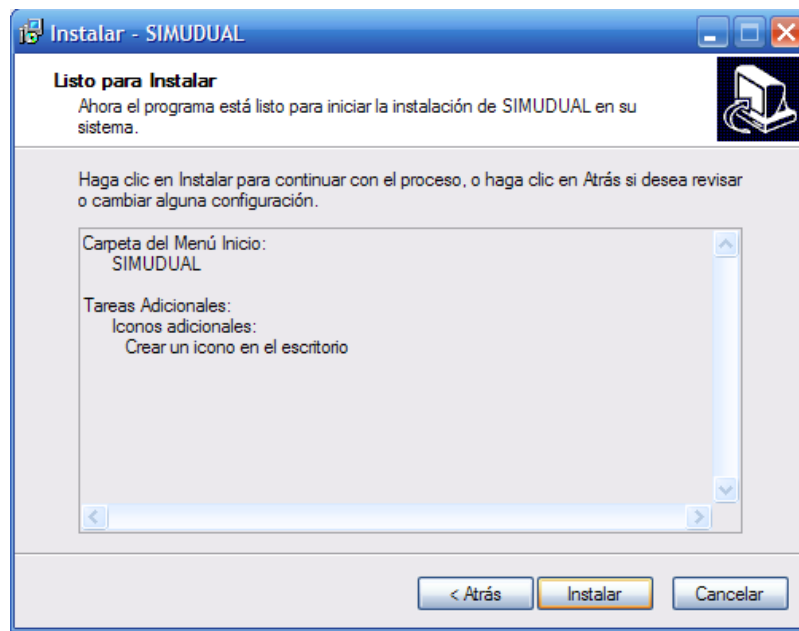 Instalar - SIMUDUAL
Listo para Instalar
Ahora el programa está listo para iniciar la instalación de SIMUDUAL en su
sistema.
Haga clic en Instalar para continuar con el proceso, o haga clic en Atrás si desea revisar
o cambiar alguna configuración.
Carpeta del Menú Inicio:
SIMUDUAL
Tareas Adicionales:
Iconos adicionales:
Crear un icono en el escritorio
< Atrás
Instalar
Cancelar